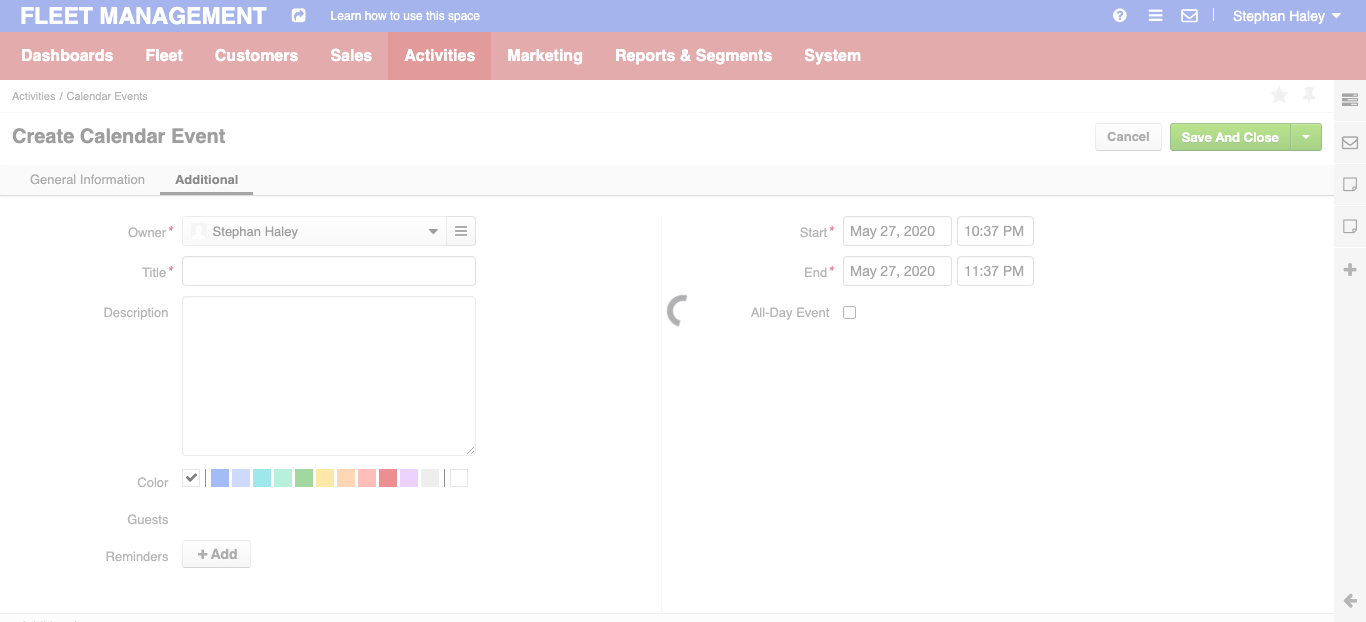 FLEET MANAGEMENT Learn how to use this space Stephan Haley
Dashboards Fleet Customers Sales Activities Marketing Reports & Segments System
Activities / Calendar Events
Create Calendar Event Cancel Save And Close
General Information Additional
Owner* Stephan Haley Start* May 27, 2020 10:37 PM
Title* End* May 27, 2020 11:37 PM
Description All-Day Event
Color
Guests
Reminders + Add